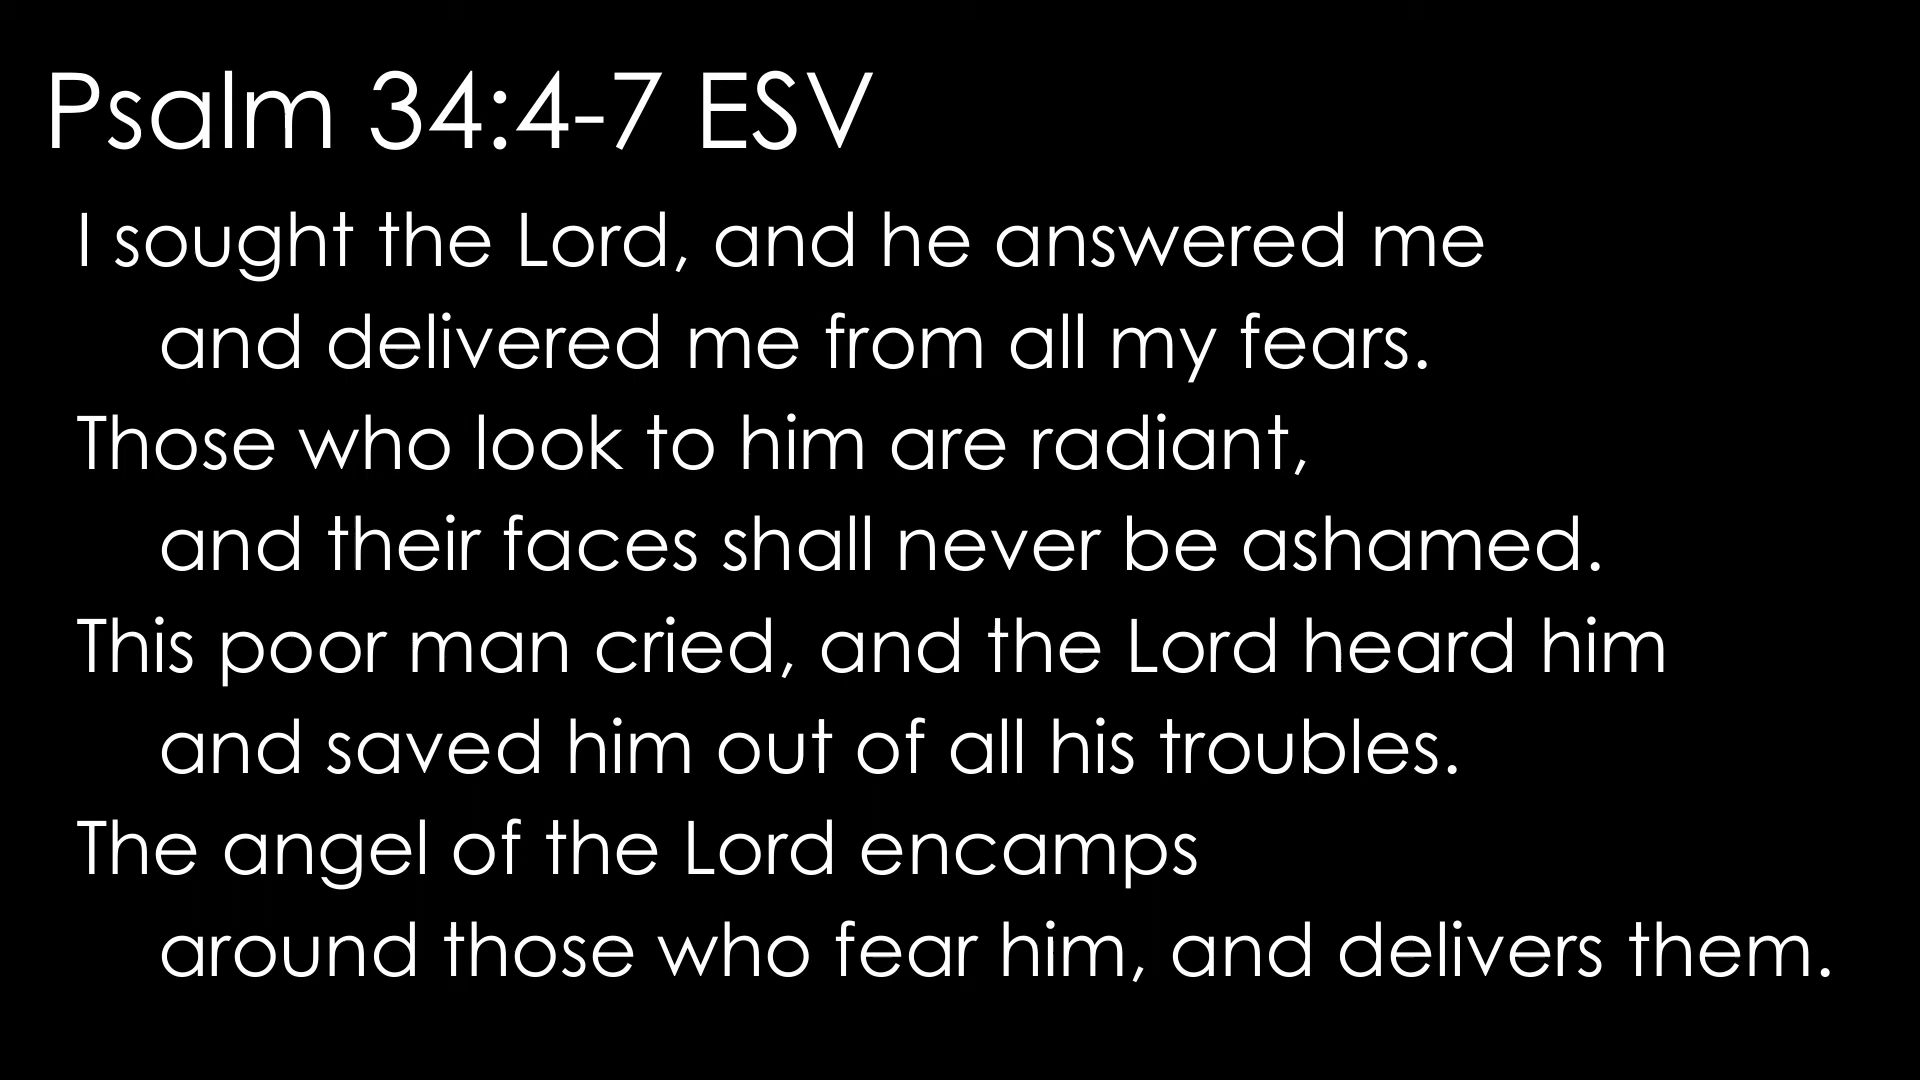 Psalm 34:4-7 ESV
I sought the Lord, and he answered me
and delivered me from all my fears.
Those who look to him are radiant,
and their faces shall never be ashamed.
This poor man cried, and the Lord heard him
and saved him out of all his troubles.
The angel of the Lord encamps
around those who fear him, and delivers them.